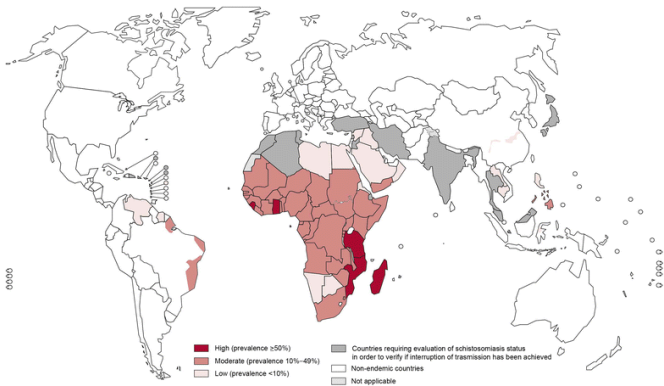 High (prevalence ≥50%)
Moderate (prevalence 10%–49%)
Low (prevalence <10%)
Countries requiring evaluation of schistosomiasis status
in order to verify if interruption of trasmission has been achieved
Non-endemic countries
Not applicable